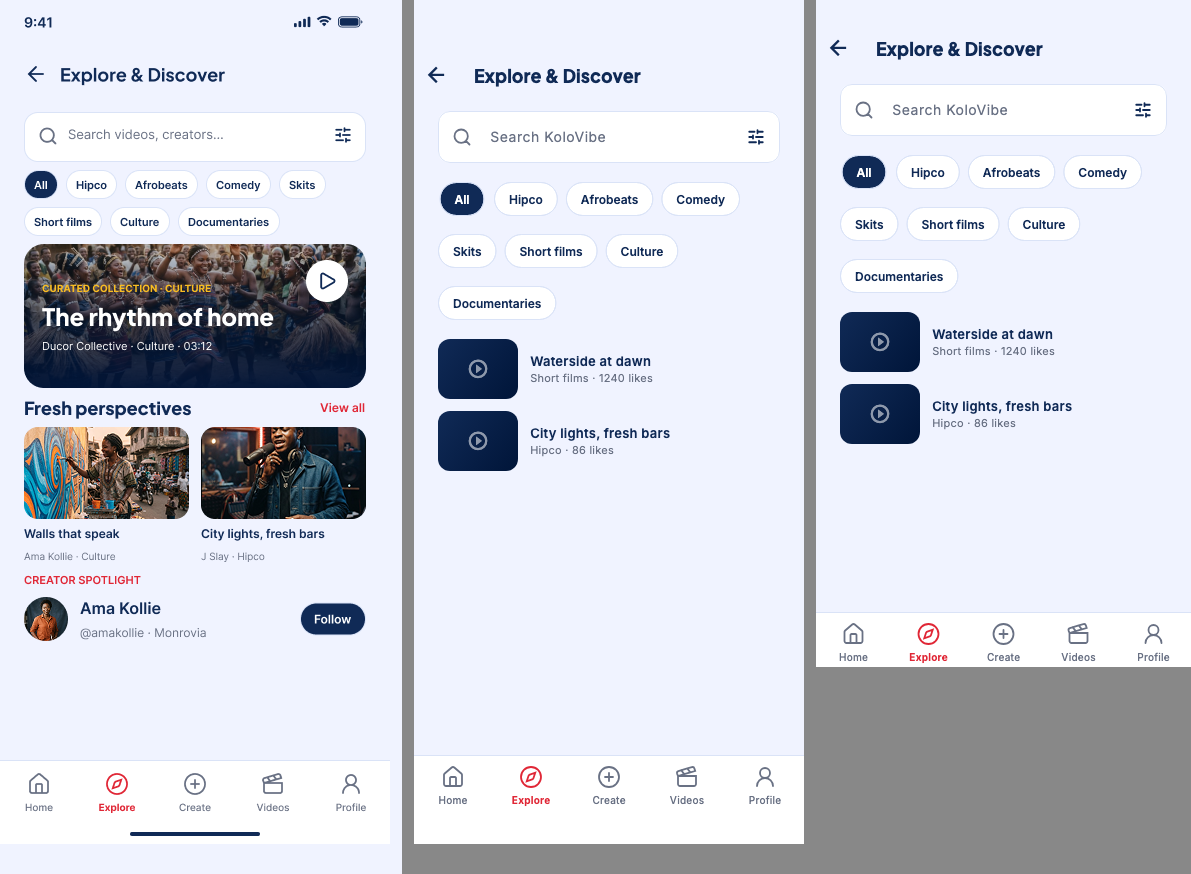 9:41
Explore & Discover
Search videos, creators...
All Hipco Afrobeats Comedy Skits
Short films Culture Documentaries
CURATED COLLECTION · CULTURE
The rhythm of home
Ducor Collective · Culture · 03:12
Fresh perspectives View all
Walls that speak City lights, fresh bars
Ama Kollie · Culture J Slay · Hipco
CREATOR SPOTLIGHT
Ama Kollie
@amakollie · Monrovia
Follow
Home Explore Create Videos Profile
Explore & Discover
Search KoloVibe
All Hipco Afrobeats Comedy
Skits Short films Culture
Documentaries
Waterside at dawn
Short films · 1240 likes
City lights, fresh bars
Hipco · 86 likes
Home Explore Create Videos Profile
Explore & Discover
Search KoloVibe
All Hipco Afrobeats Comedy
Skits Short films Culture
Documentaries
Waterside at dawn
Short films · 1240 likes
City lights, fresh bars
Hipco · 86 likes
Home Explore Create Videos Profile